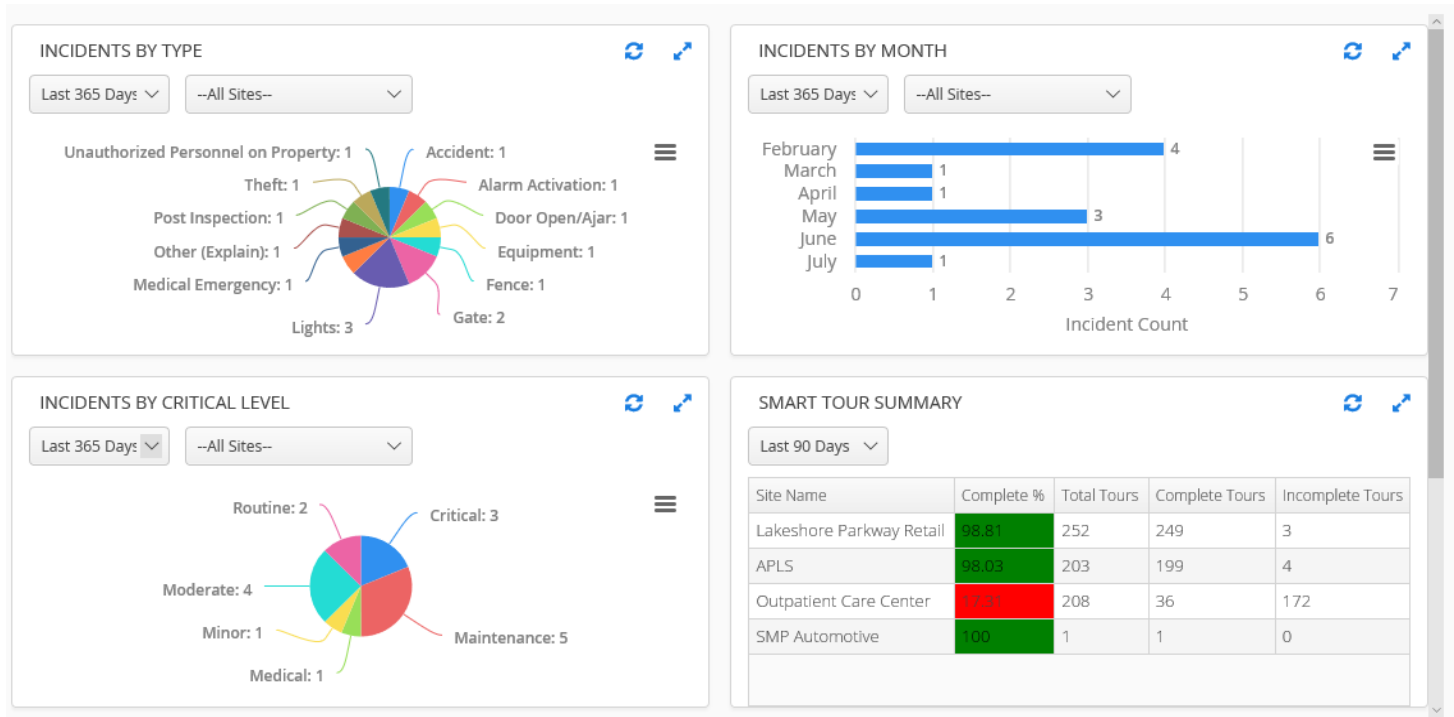 INCIDENTS BY TYPE
Last 365 Days
--All Sites--
Unauthorized Personnel on Property: 1
Accident: 1
Theft: 1
Alarm Activation: 1
Post Inspection: 1
Door Open/Ajar: 1
Other (Explain): 1
Equipment: 1
Medical Emergency: 1
Fence: 1
Lights: 3
Gate: 2
INCIDENTS BY MONTH
Last 365 Days
--All Sites--
February 4
March 1
April 1
May 3
June 6
July 1
0 1 2 3 4 5 6 7
Incident Count
INCIDENTS BY CRITICAL LEVEL
Last 365 Days
--All Sites--
Routine: 2
Critical: 3
Moderate: 4
Minor: 1
Maintenance: 5
Medical: 1
SMART TOUR SUMMARY
Last 90 Days
Site Name Complete % Total Tours Complete Tours Incomplete Tours
Lakeshore Parkway Retail 98.81 252 249 3
APLS 98.03 203 199 4
Outpatient Care Center 17.31 208 36 172
SMP Automotive 100 1 1 0